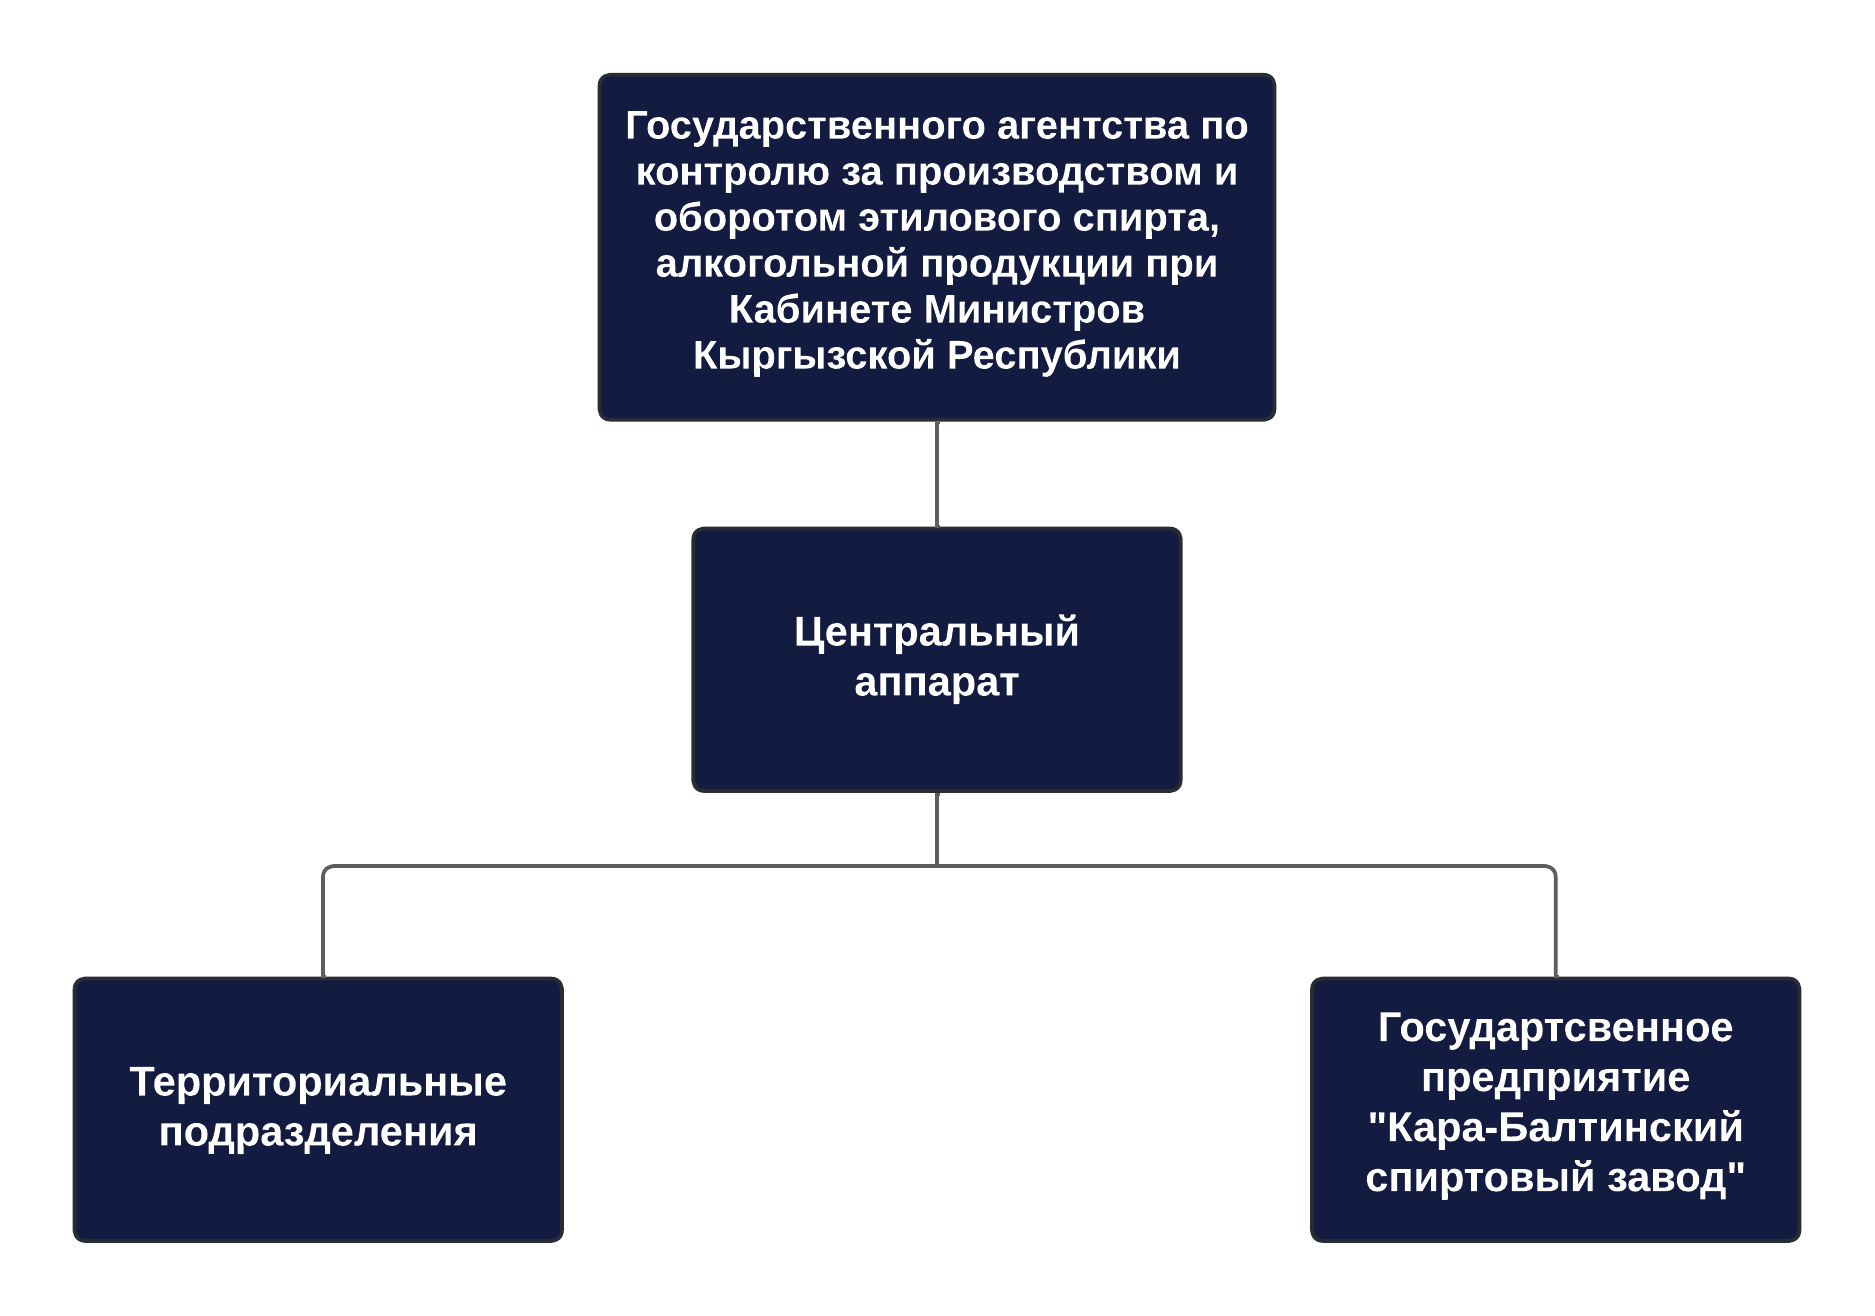 Государственного агентства по
контролю за производством и
оборотом этилового спирта,
алкогольной продукции при
Кабинете Министров
Кыргызской Республики
Центральный
аппарат
Территориальные
подразделения
Государтсвенное
предприятие
"Кара-Балтинский
спиртовый завод"